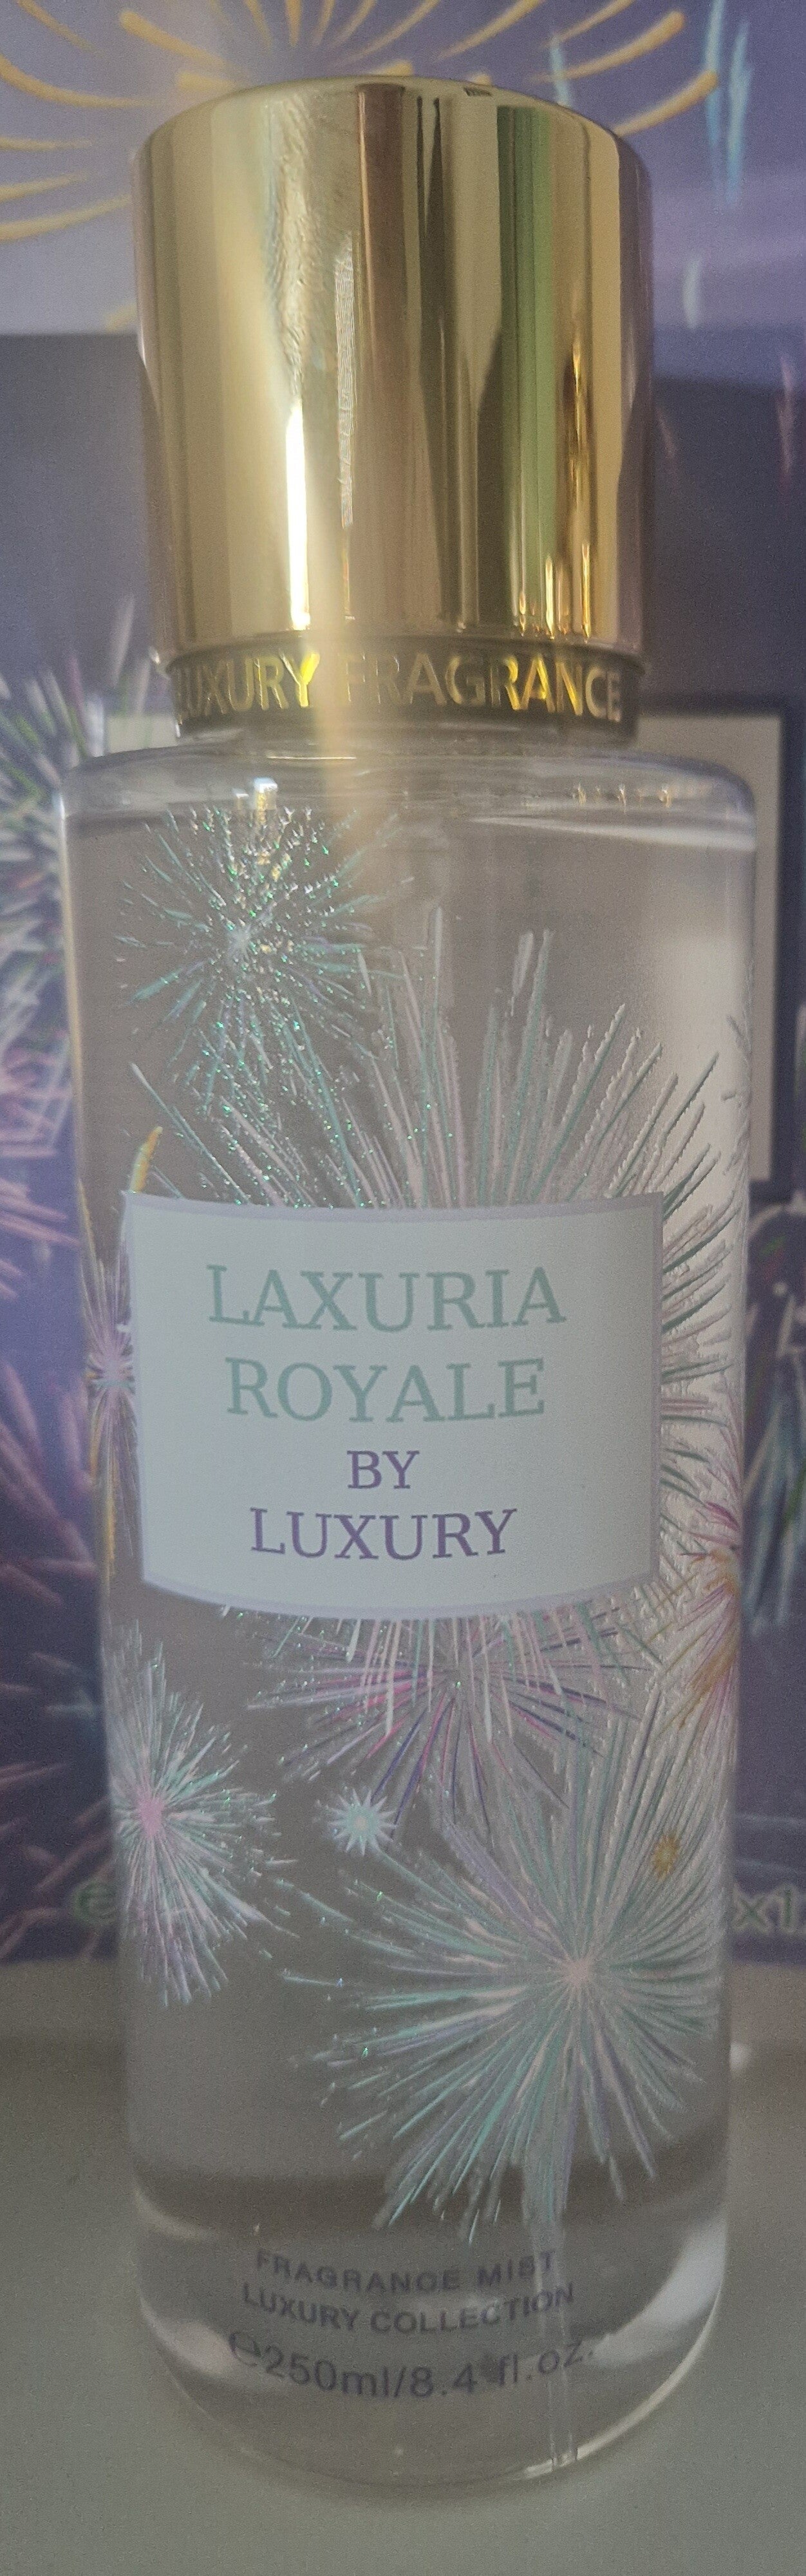 LUXURY FRAGRANCE
LAXURIA
ROYALE
BY
LUXURY
FRAGRANCE MIST
LUXURY COLLECTION
℮250ml/8.4 fl.oz.